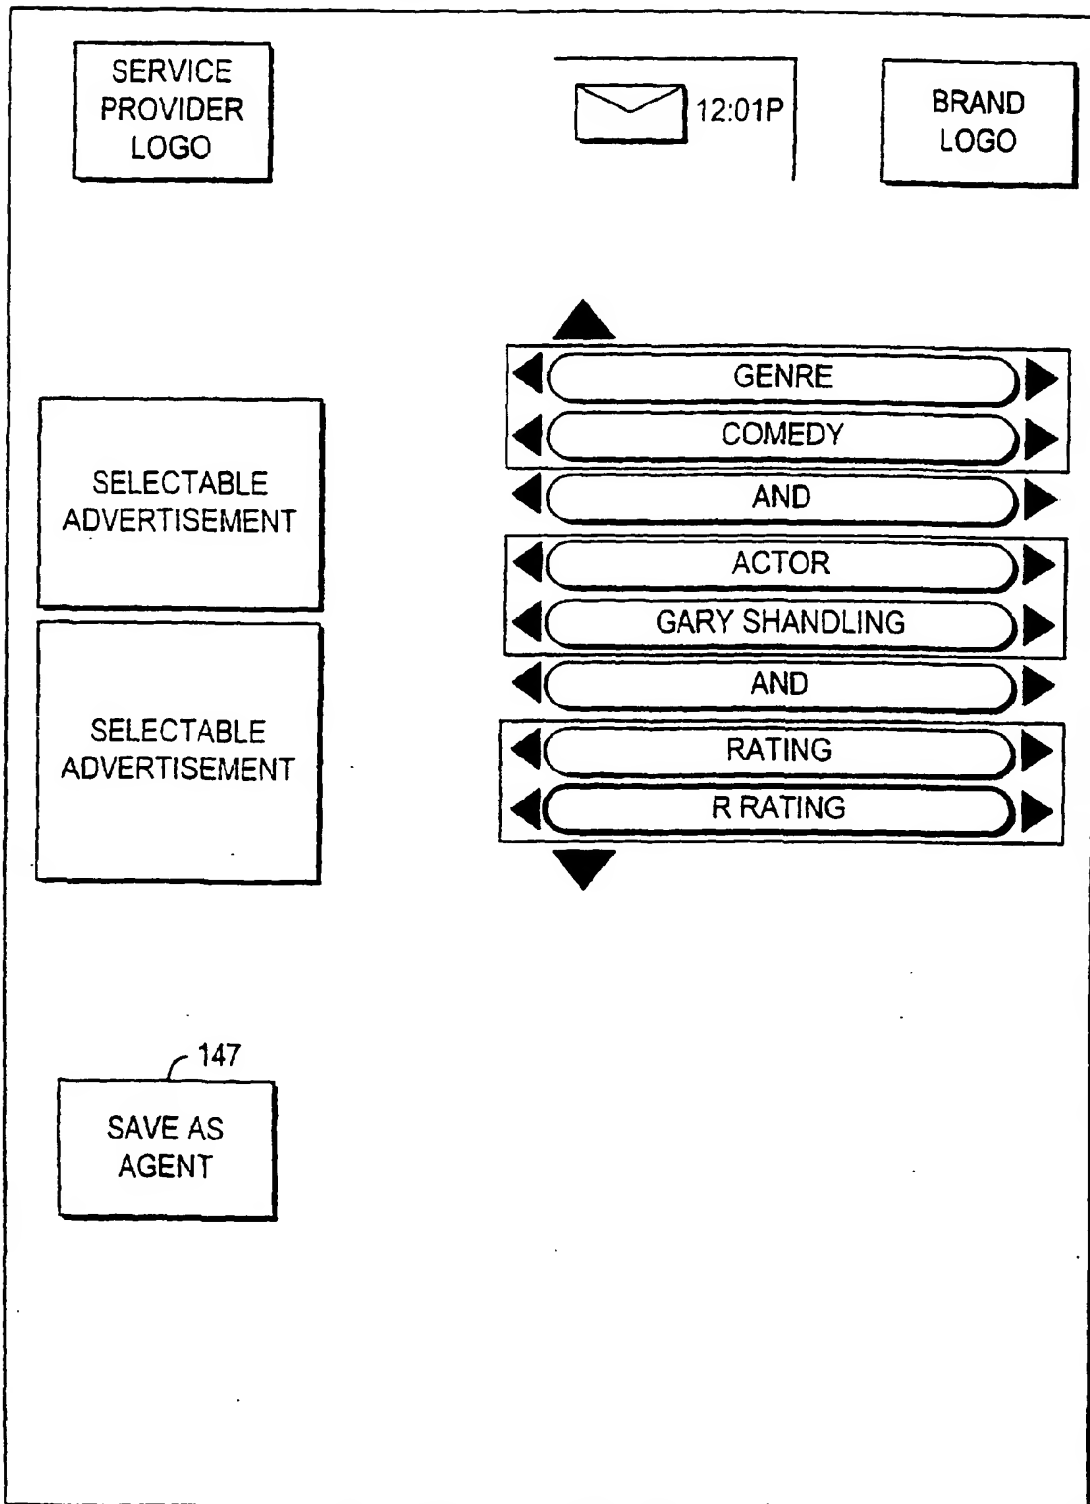 SERVICE
PROVIDER
LOGO
12:01P
BRAND
LOGO
GENRE
COMEDY
AND
ACTOR
GARY SHANDLING
AND
RATING
R RATING
SELECTABLE
ADVERTISEMENT
SELECTABLE
ADVERTISEMENT
147
SAVE AS
AGENT